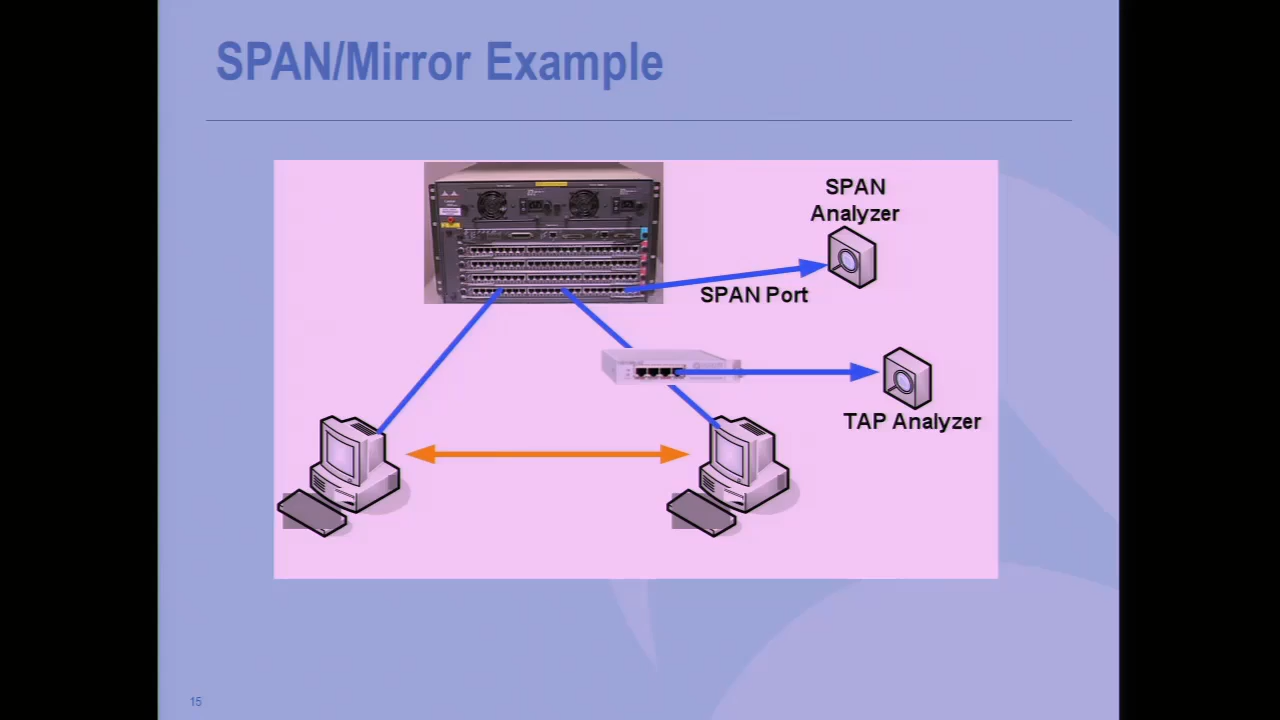 SPAN/Mirror Example
SPAN
Analyzer
SPAN Port
TAP Analyzer
15